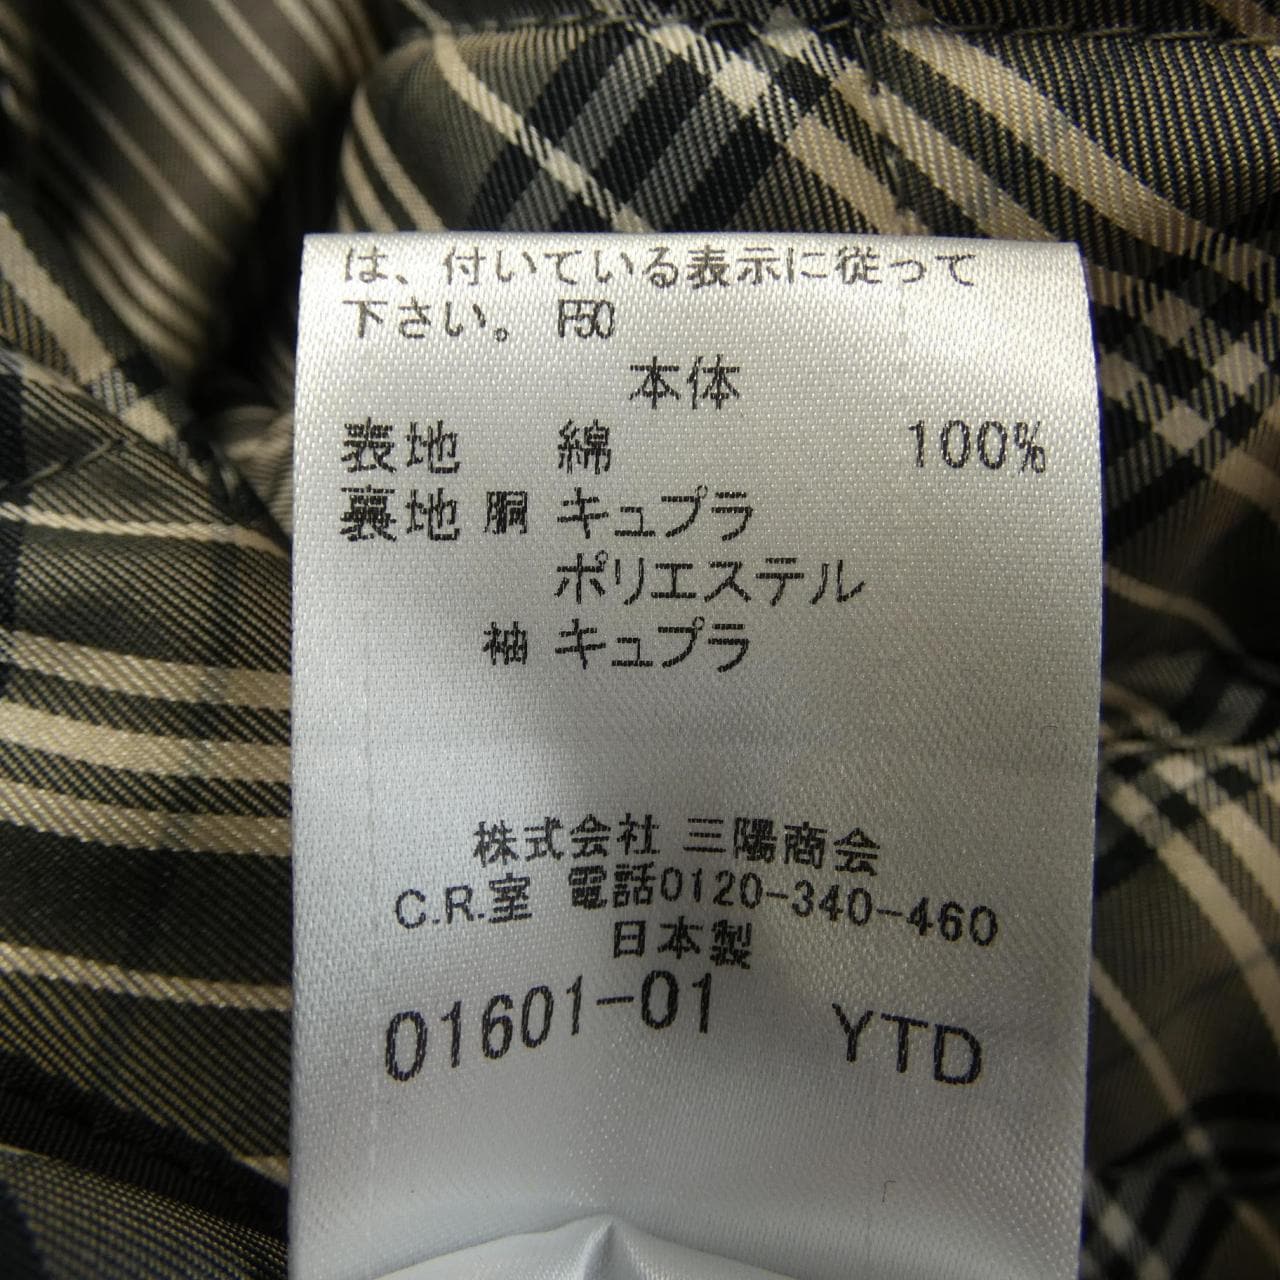 は、付いている表示に従って
下さい。 P50
本体
表地 綿 100%
裏地 胴 キュプラ
ポリエステル
袖 キュプラ
株式会社 三陽商会
C.R.室 電話0120-340-460
日本製
01601-01 YTD